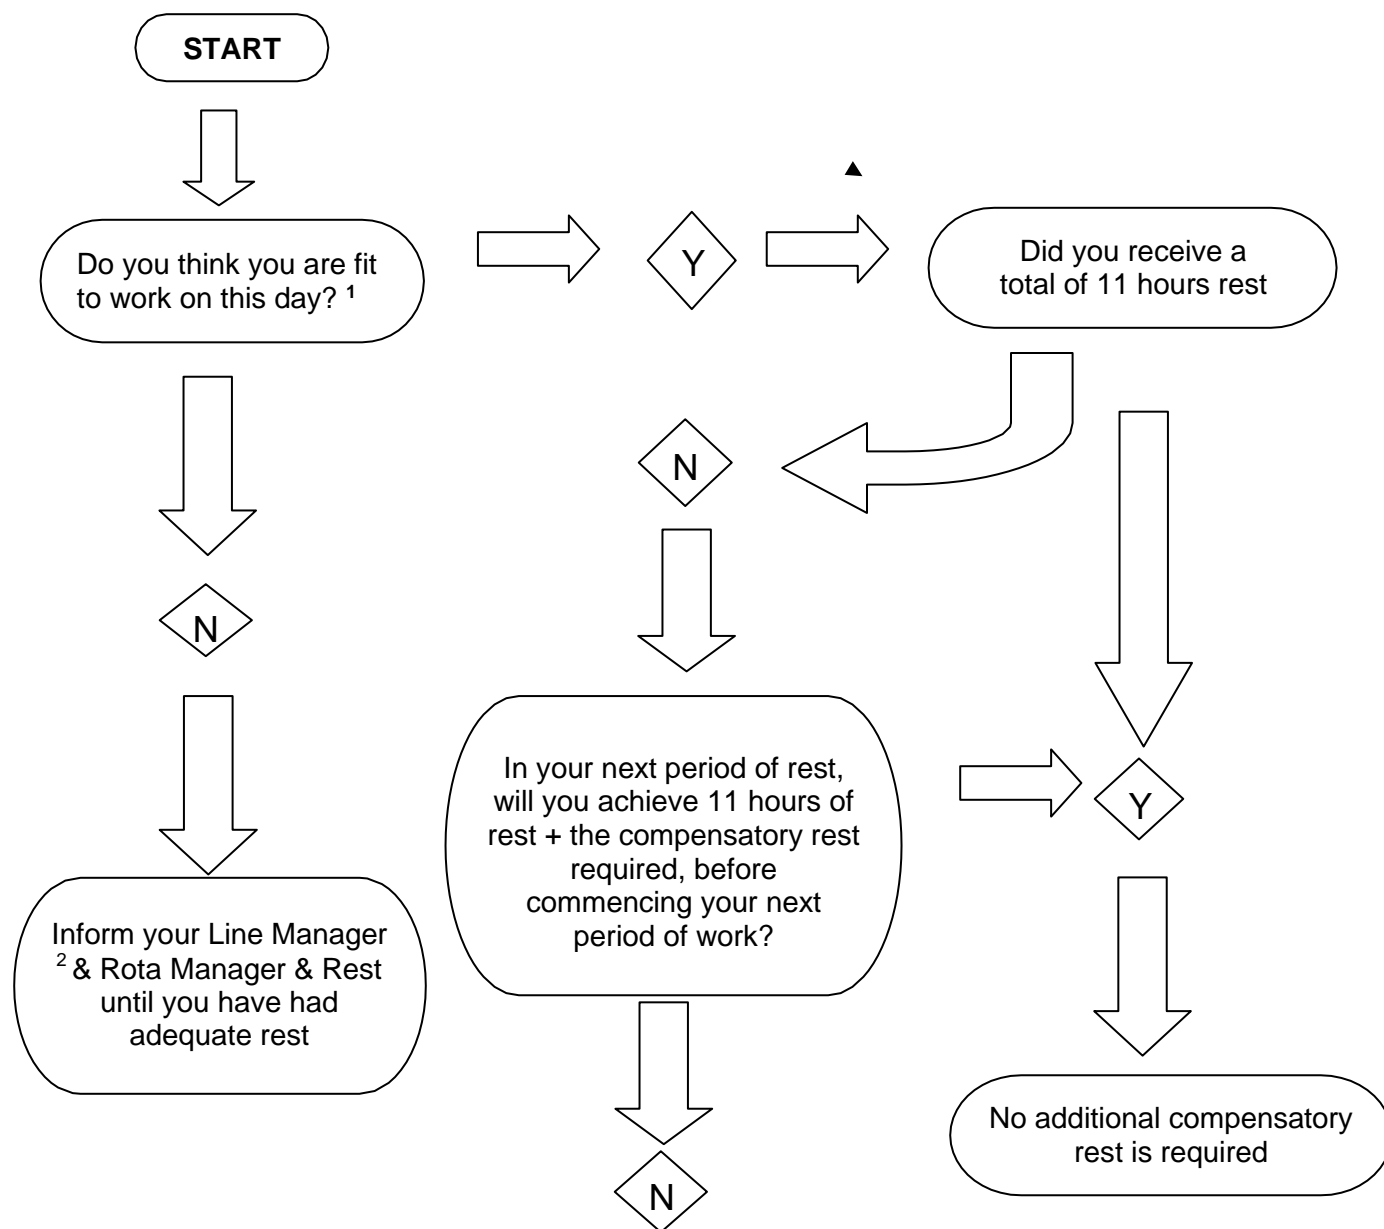 START
Do you think you are fit
to work on this day? ¹
Y
Did you receive a
total of 11 hours rest
N
N
In your next period of rest,
will you achieve 11 hours of
rest + the compensatory rest
required, before
commencing your next
period of work?
Y
Inform your Line Manager
² & Rota Manager & Rest
until you have had
adequate rest
No additional compensatory
rest is required
N